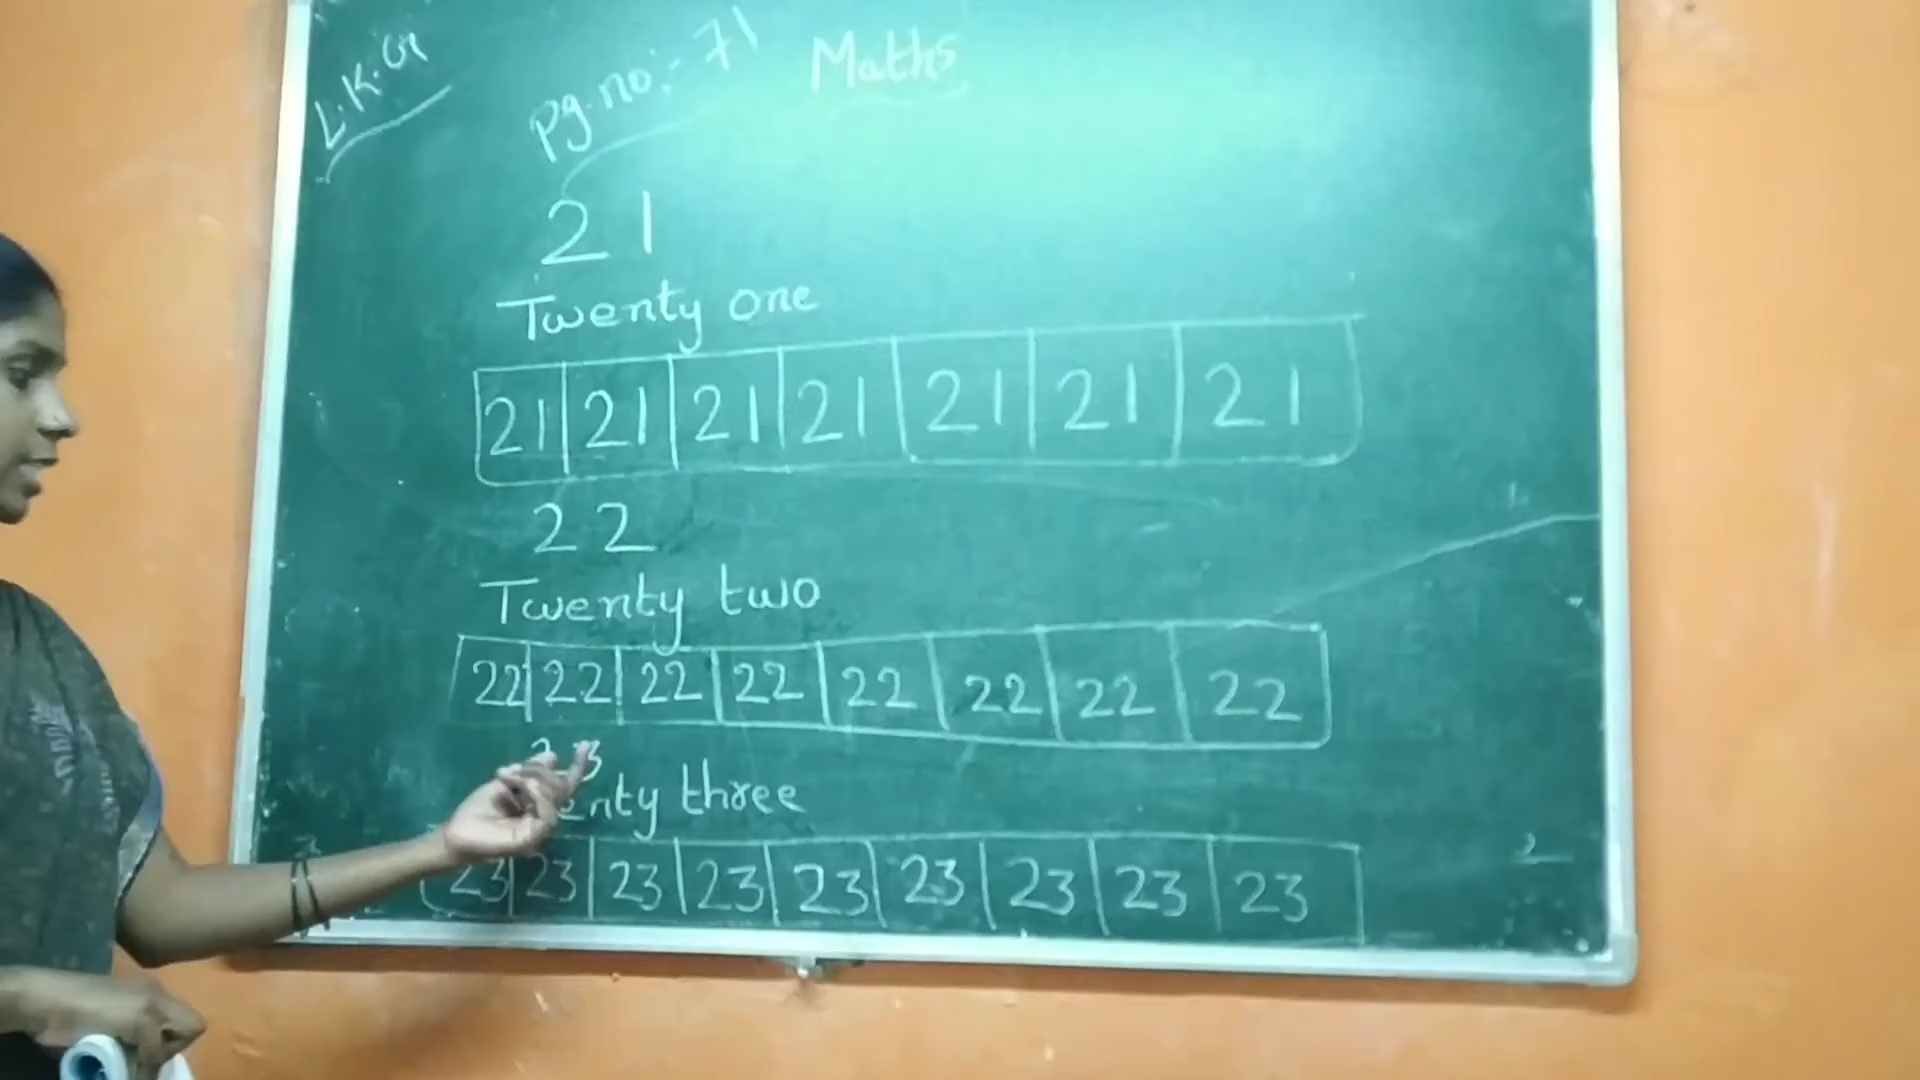 L.K.G
Pg.no:- 71
Maths
21
Twenty one
21 21 21 21 21 21 21
22
Twenty two
22 22 22 22 22 22 22 22
23
three
23 23 23 23 23 23 23 23 23